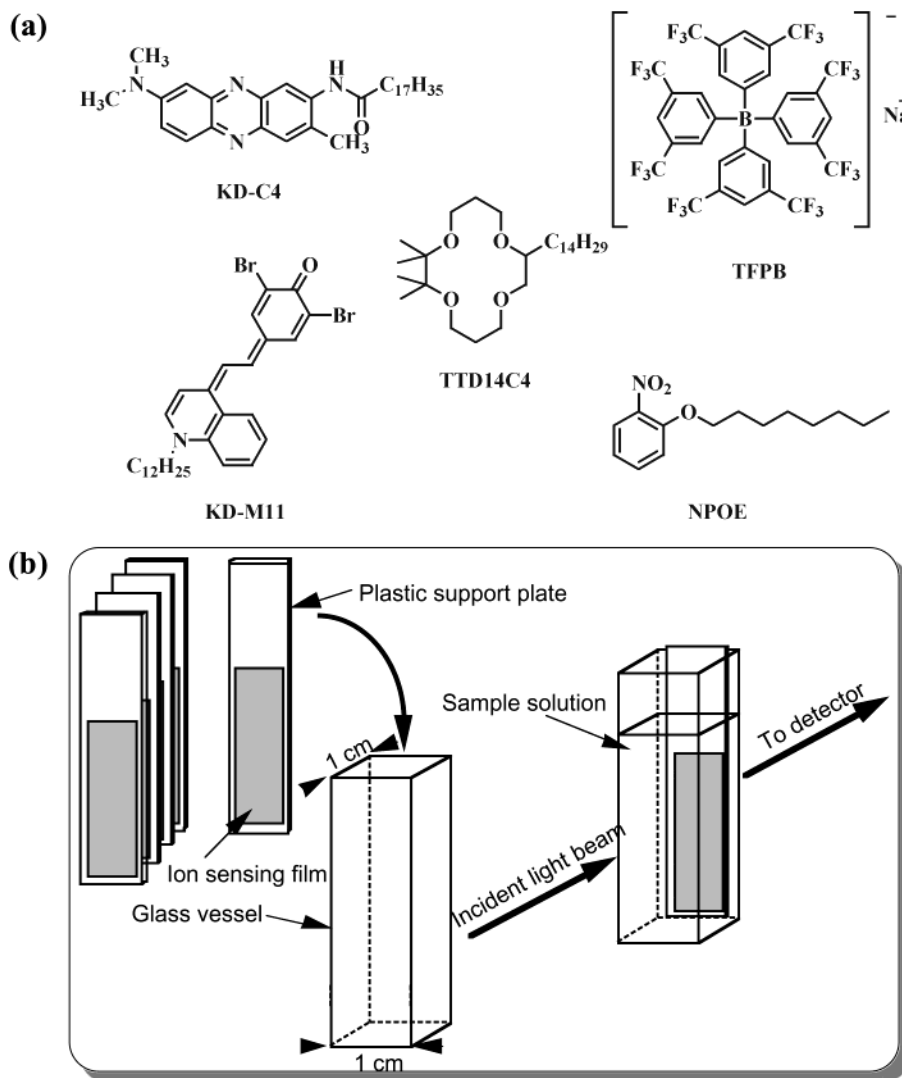 (a)
CH₃
N
H₃C
N
N
H
N
C₁₇H₃₅
O
CH₃
KD-C4
F₃C
CF₃
F₃C
CF₃
F₃C
CF₃
B
F₃C
CF₃
−
TFPB
Br
O
Br
N
C₁₂H₂₅
KD-M11
O
O
C₁₄H₂₉
O
O
TTD14C4
NO₂
O
NPOE
(b)
Plastic support plate
Ion sensing film
Glass vessel
1 cm
1 cm
Incident light beam
Sample solution
To detector